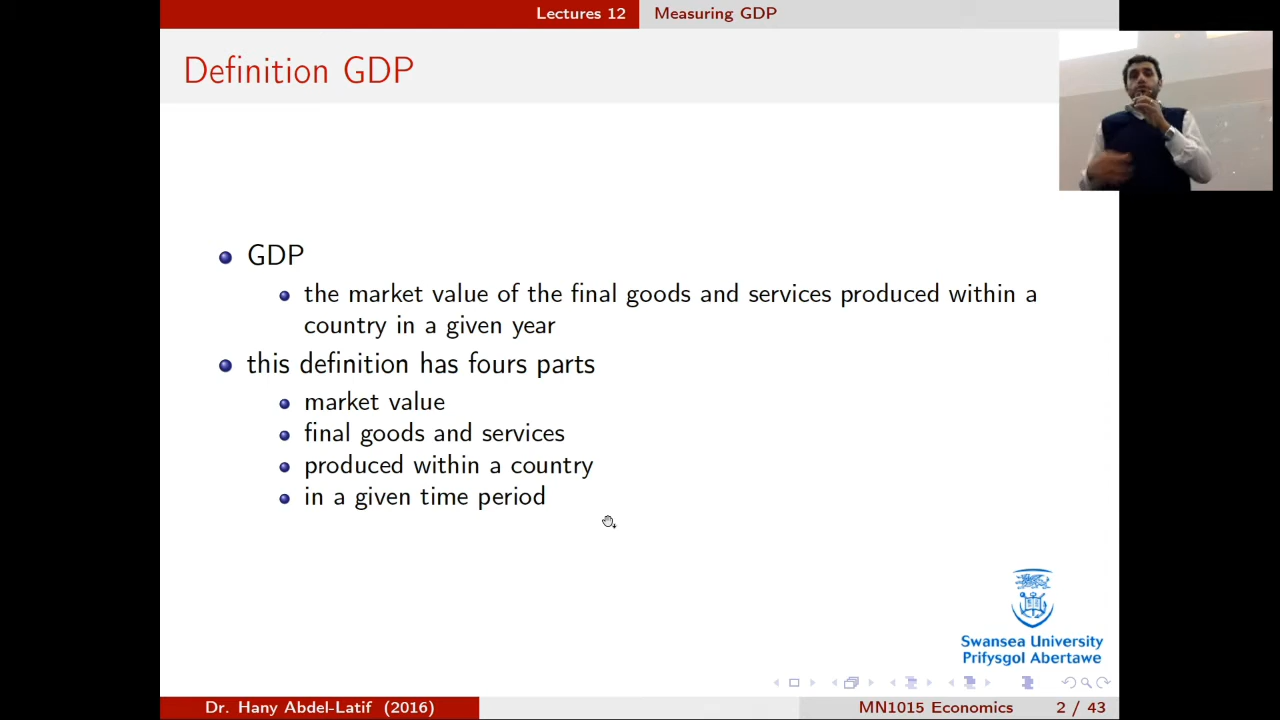 Lectures 12 Measuring GDP
Definition GDP
GDP
the market value of the final goods and services produced within a
country in a given year
this definition has fours parts
market value
final goods and services
produced within a country
in a given time period
Swansea University
Prifysgol Abertawe
Dr. Hany Abdel-Latif (2016) MN1015 Economics 2 / 43